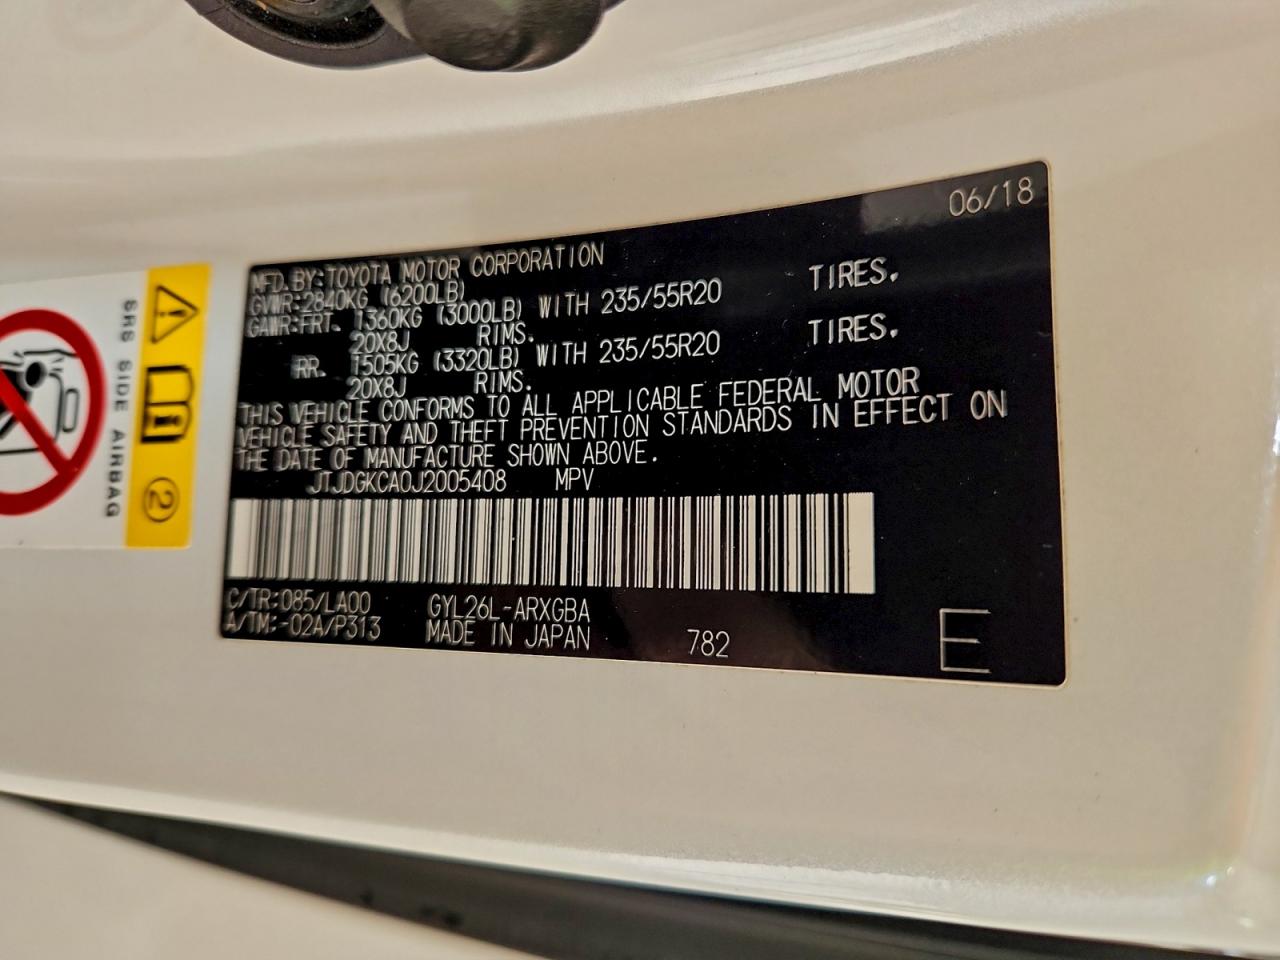 06/18
MFD.BY:TOYOTA MOTOR CORPORATION
GVWR:2840KG (6200LB)
GAWR:FRT. 1360KG (3000LB) WITH 235/55R20 TIRES.
20X8J RIMS.
RR. 1505KG (3320LB) WITH 235/55R20 TIRES.
20X8J RIMS.
THIS VEHICLE CONFORMS TO ALL APPLICABLE FEDERAL MOTOR
VEHICLE SAFETY AND THEFT PREVENTION STANDARDS IN EFFECT ON
THE DATE OF MANUFACTURE SHOWN ABOVE.
JTJDGKCA0J2005408 MPV
C/TR:085/LA00 GYL26L-ARXGBA
A/TM:-02A/P313 MADE IN JAPAN 782
E
SRS SIDE AIRBAG
2